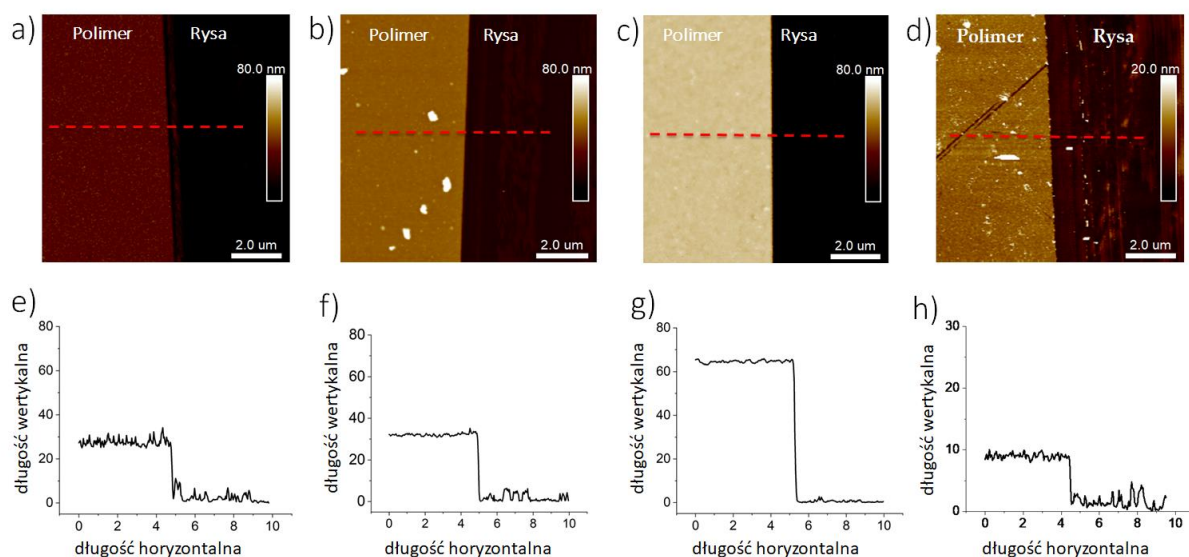 a)
Polimer Rysa
80.0 nm
2.0 um
b)
Polimer Rysa
80.0 nm
2.0 um
c)
Polimer Rysa
80.0 nm
2.0 um
d)
Polimer Rysa
20.0 nm
2.0 um
e)
długość wertykalna
80
60
40
20
0
0 2 4 6 8 10
długość horyzontalna
f)
długość wertykalna
80
60
40
20
0
0 2 4 6 8 10
długość horyzontalna
g)
długość wertykalna
80
60
40
20
0
0 2 4 6 8 10
długość horyzontalna
h)
długość wertykalna
30
20
10
0
0 2 4 6 8 10
długość horyzontalna